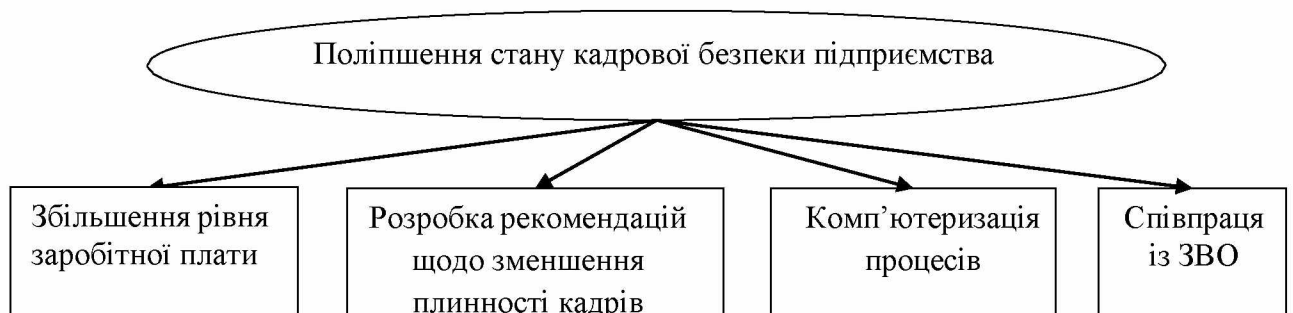 Поліпшення стану кадрової безпеки підприємства
Збільшення рівня
заробітної плати
Розробка рекомендацій
щодо зменшення
плинності кадрів
Комп’ютеризація
процесів
Співпраця
із ЗВО